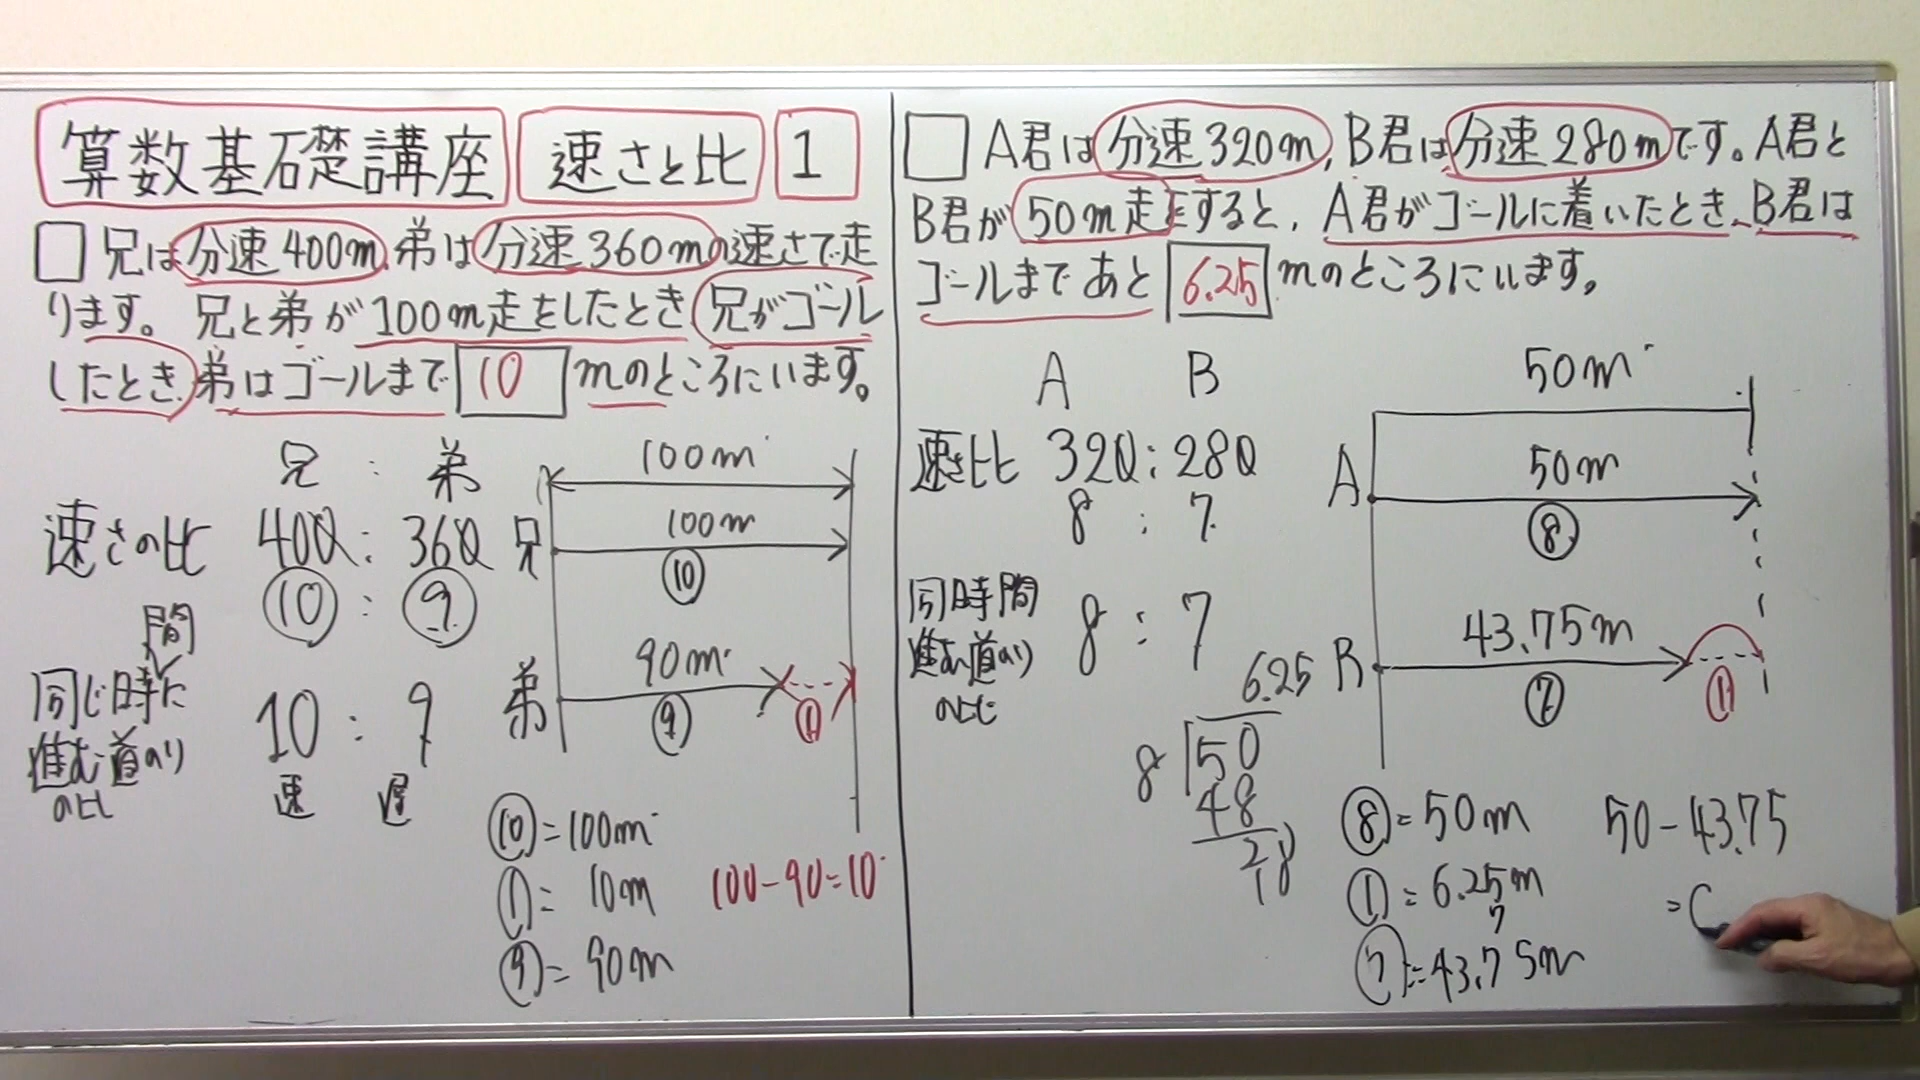 算数基礎講座 速さと比 1
□ 兄は分速400m.弟は分速360mの速さで走
ります。兄と弟が100m走をしたとき兄がゴール
したとき.弟はゴールまで 10 mのところにいます。
兄 : 弟
速さの比 400 : 360
⑩ : ⑨
間
同じ時に
進む道のり
の比
10 : 9
速 遅
100m
兄
100m
⑩
弟
90m
⑨
①
⑩=100m
①= 10m
100-90=10
⑨= 90m
□ A君は分速320m,B君は分速280mです。A君と
B君が50m走をすると,A君がゴールに着いたとき、B君は
ゴールまであと 6.25 mのところにいます。
A B
速さ比 320:280
8 : 7
同時間
進む道のり
の比
8 : 7
6.25
8 50
48
2
18
50m
A
50m
⑧
B
43.75m
⑦
①
⑧=50m
①=6.25m
7
⑦=43.75m
50-43.75
=